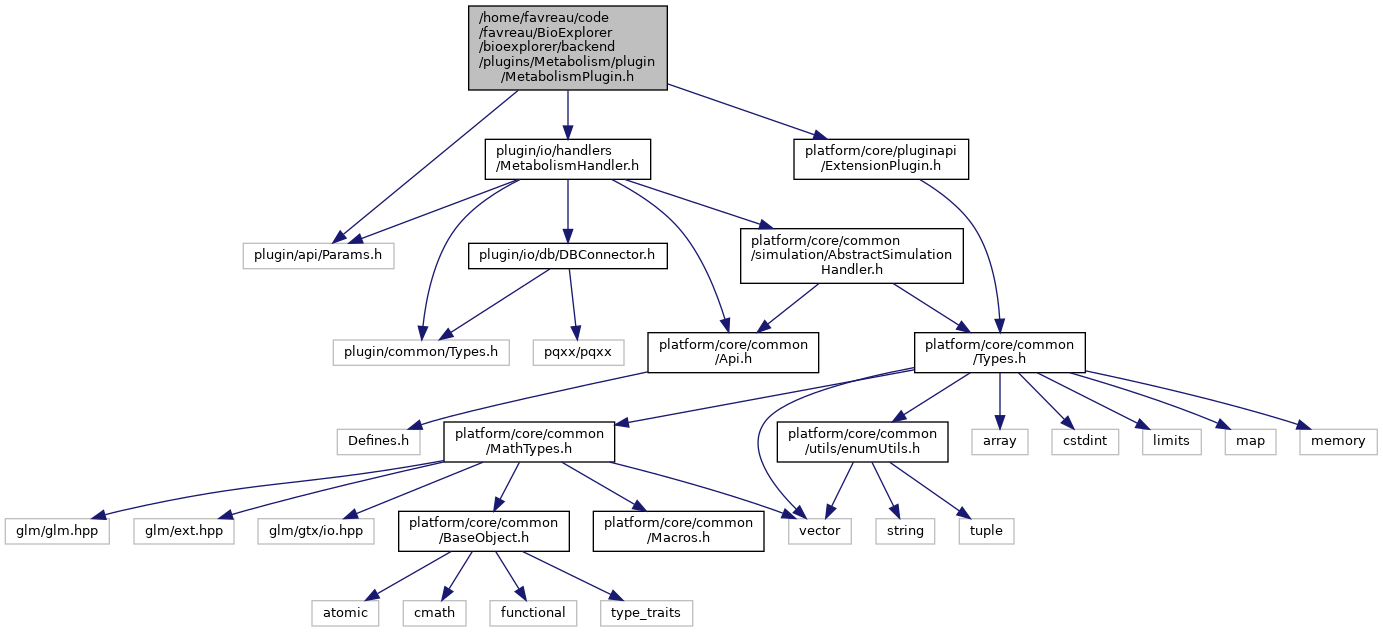 /home/favreau/code
/favreau/BioExplorer
/bioexplorer/backend
/plugins/Metabolism/plugin
/MetabolismPlugin.h
plugin/io/handlers
/MetabolismHandler.h
platform/core/pluginapi
/ExtensionPlugin.h
plugin/api/Params.h
plugin/io/db/DBConnector.h
platform/core/common
/simulation/AbstractSimulation
Handler.h
plugin/common/Types.h
pqxx/pqxx
platform/core/common
/Api.h
platform/core/common
/Types.h
Defines.h
platform/core/common
/MathTypes.h
platform/core/common
/utils/enumUtils.h
array
cstdint
limits
map
memory
glm/glm.hpp
glm/ext.hpp
glm/gtx/io.hpp
platform/core/common
/BaseObject.h
platform/core/common
/Macros.h
vector
string
tuple
atomic
cmath
functional
type_traits